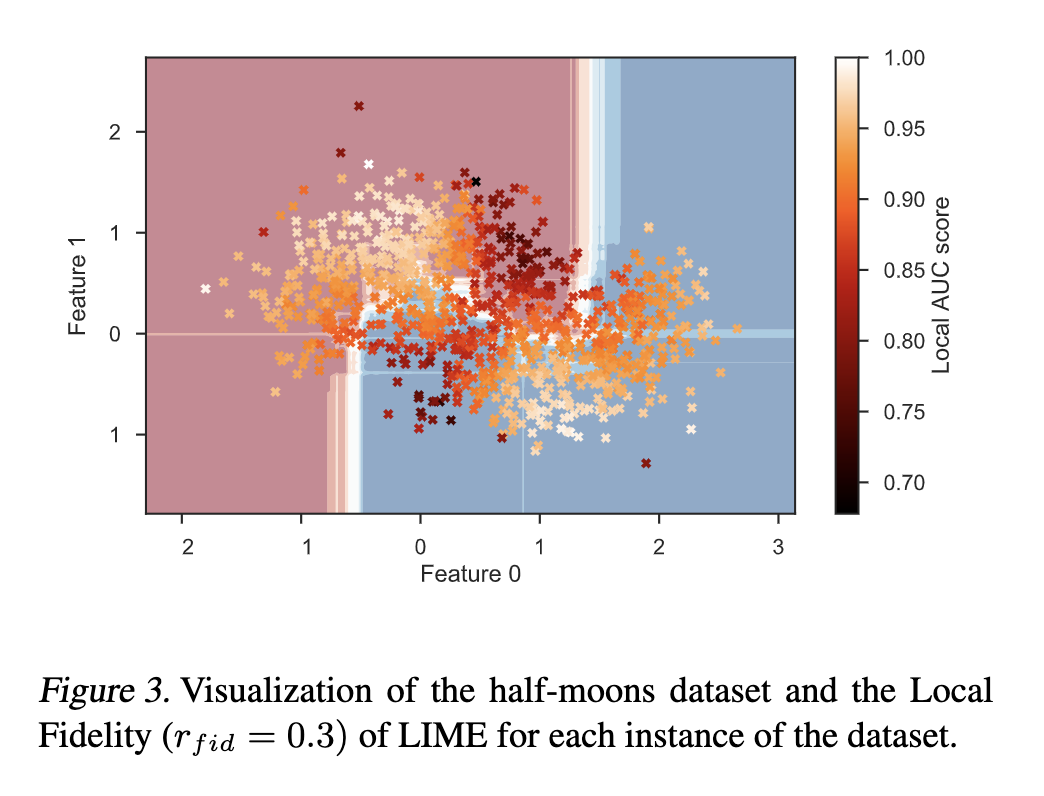 1.00
2
0.95
0.90
1
Feature 1
0.85
Local AUC score
0
0.80
0.75
1
0.70
2 1 0 1 2 3
Feature 0
Figure 3. Visualization of the half-moons dataset and the Local
Fidelity (r_{fid} = 0.3) of LIME for each instance of the dataset.